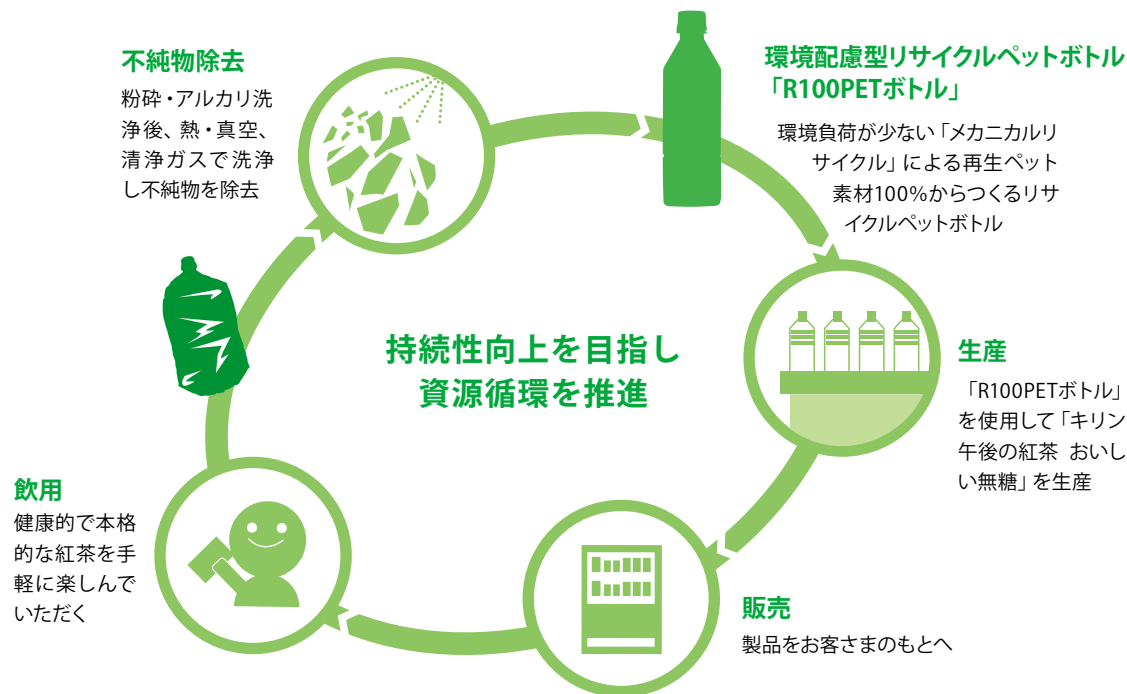 不純物除去
粉砕・アルカリ洗
浄後、熱・真空、
清浄ガスで洗浄
し不純物を除去
環境配慮型リサイクルペットボトル
「R100PETボトル」
環境負荷が少ない「メカニカルリ
サイクル」による再生ペット
素材100%からつくるリサ
イクルペットボトル
持続性向上を目指し
資源循環を推進
生産
「R100PETボトル」
を使用して「キリン
午後の紅茶 おいし
い無糖」を生産
飲用
健康的で本格
的な紅茶を手
軽に楽しんで
いただく
販売
製品をお客さまのもとへ